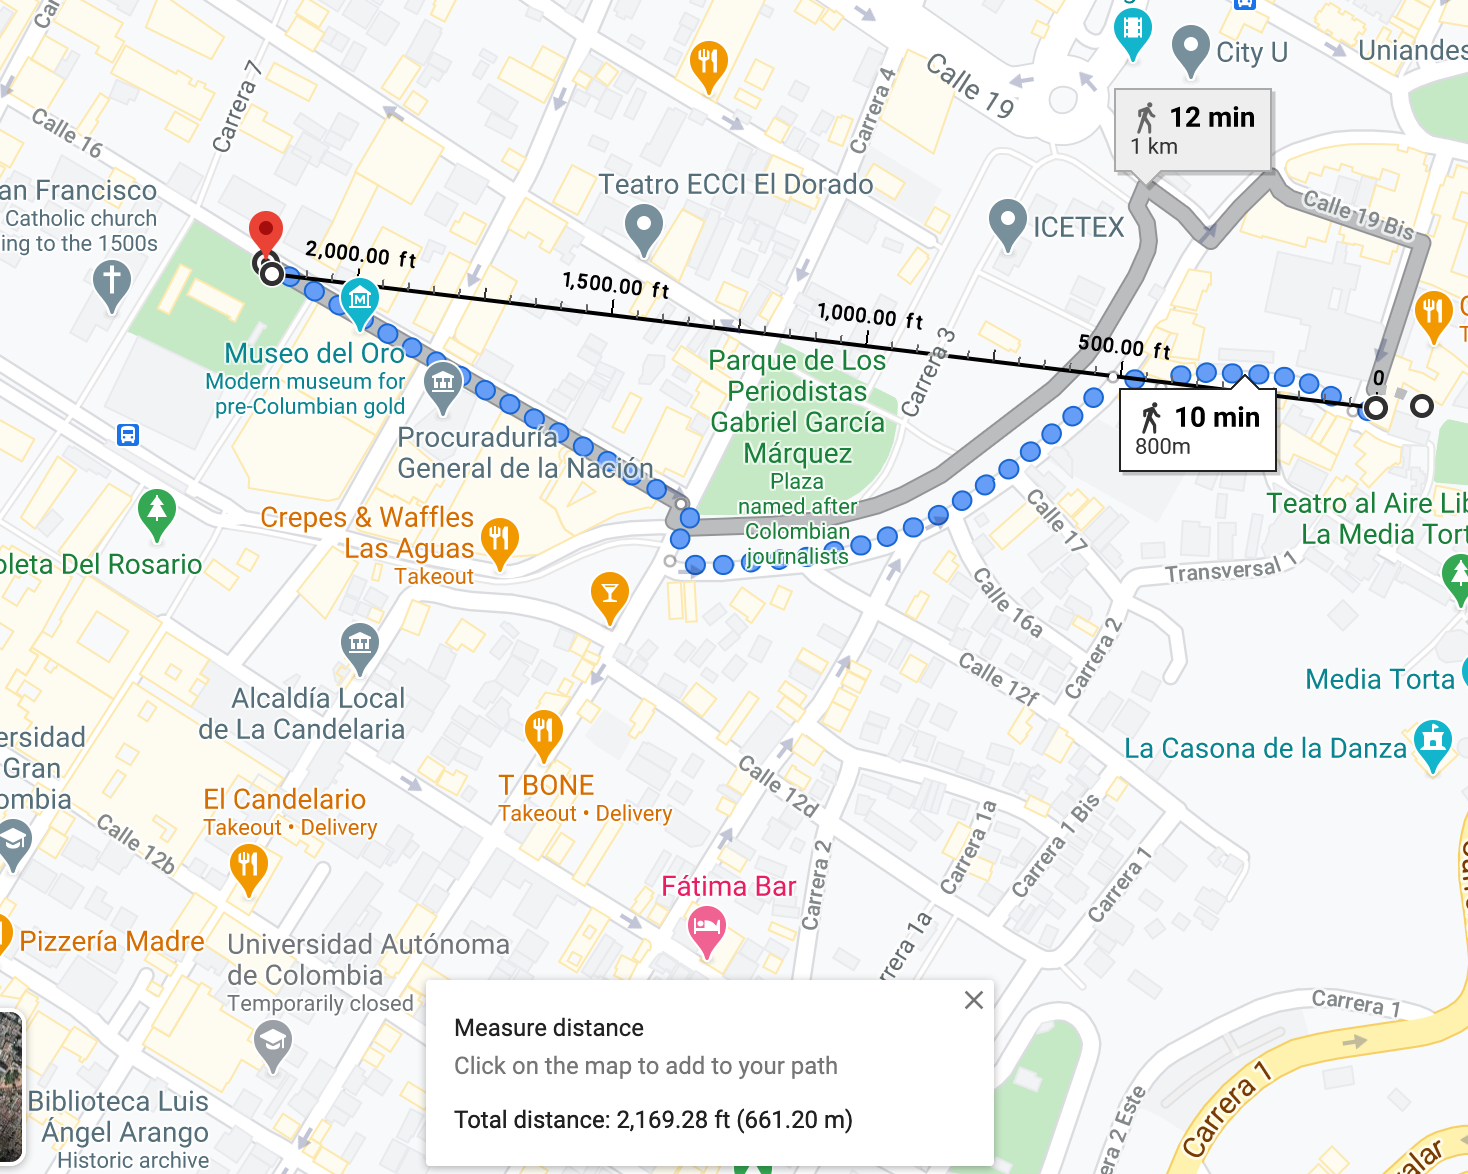 Carrera 7
Calle 16
an Francisco
Catholic church
ing to the 1500s
2,000.00 ft
Museo del Oro
Modern museum for
pre-Columbian gold
Procuraduría
General de la Nación
Teatro ECCI El Dorado
1,500.00 ft
1,000.00 ft
500.00 ft
0
Carrera 4
Calle 19
City U
Uniandes
12 min
1 km
ICETEX
Calle 19 Bis
Carrera 3
Parque de Los
Periodistas
Gabriel García
Márquez
Plaza
named after
Colombian
journalists
10 min
800m
Teatro al Aire Lib
La Media Tort
Crepes & Waffles
Las Aguas
Takeout
oleta Del Rosario
Calle 17
Transversal 1
Calle 16a
Carrera 2
Calle 12f
Media Torta
La Casona de la Danza
Alcaldía Local
de La Candelaria
ersidad
Gran
ombia
El Candelario
Takeout • Delivery
T BONE
Takeout • Delivery
Calle 12d
Calle 12b
Carrera 2
Carrera 1a
Carrera 1 Bis
Carrera 1
Fátima Bar
rrera 1a
Pizzería Madre
Universidad Autónoma
de Colombia
Temporarily closed
Biblioteca Luis
Ángel Arango
Historic archive
Measure distance
Click on the map to add to your path
Total distance: 2,169.28 ft (661.20 m)
Carrera 1
Carrera 1
era 2 Este
alar